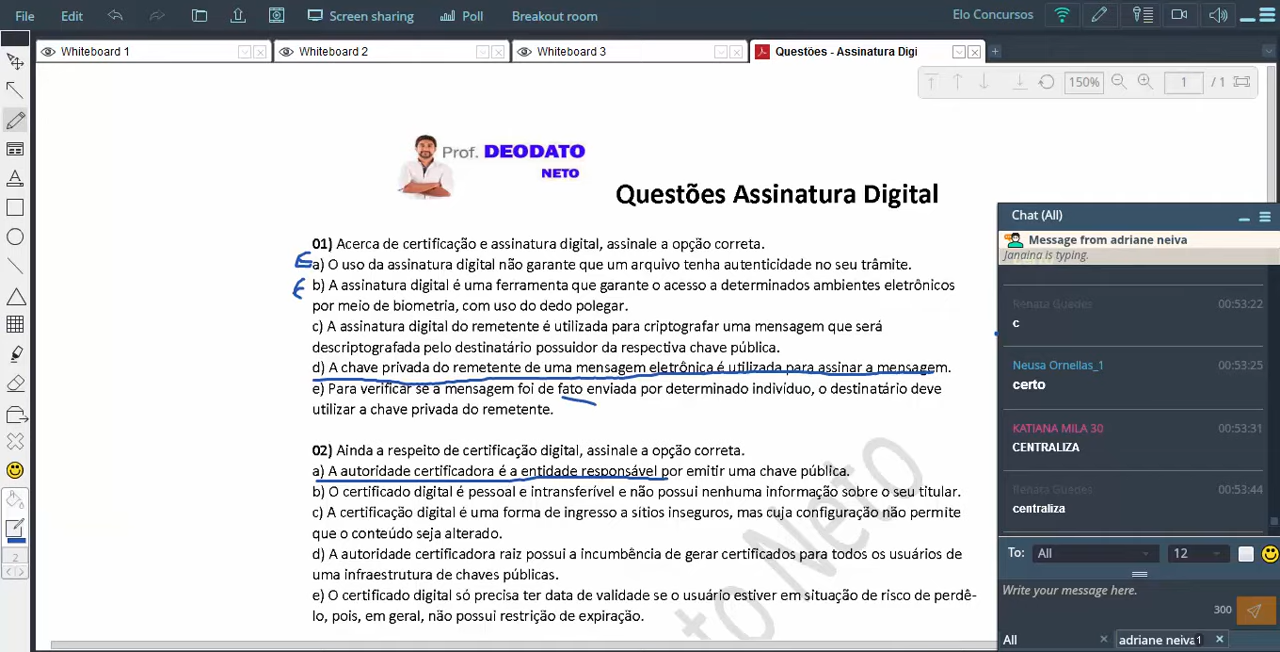 File Edit Screen sharing Poll Breakout room Elo Concursos
Whiteboard 1 Whiteboard 2 Whiteboard 3 Questões - Assinatura Digi
150% 1 / 1
Prof. DEODATO
NETO
Questões Assinatura Digital
01) Acerca de certificação e assinatura digital, assinale a opção correta.
E a) O uso da assinatura digital não garante que um arquivo tenha autenticidade no seu trâmite.
E b) A assinatura digital é uma ferramenta que garante o acesso a determinados ambientes eletrônicos
por meio de biometria, com uso do dedo polegar.
c) A assinatura digital do remetente é utilizada para criptografar uma mensagem que será
descriptografada pelo destinatário possuidor da respectiva chave pública.
d) A chave privada do remetente de uma mensagem eletrônica é utilizada para assinar a mensagem.
e) Para verificar se a mensagem foi de fato enviada por determinado indivíduo, o destinatário deve
utilizar a chave privada do remetente.
02) Ainda a respeito de certificação digital, assinale a opção correta.
a) A autoridade certificadora é a entidade responsável por emitir uma chave pública.
b) O certificado digital é pessoal e intransferível e não possui nenhuma informação sobre o seu titular.
c) A certificação digital é uma forma de ingresso a sítios inseguros, mas cuja configuração não permite
que o conteúdo seja alterado.
d) A autoridade certificadora raiz possui a incumbência de gerar certificados para todos os usuários de
uma infraestrutura de chaves públicas.
e) O certificado digital só precisa ter data de validade se o usuário estiver em situação de risco de perdê-
lo, pois, em geral, não possui restrição de expiração.
to Neto
2
Chat (All)
Message from adriane neiva
Janaina is typing.
Renata Guedes 00:53:22
c
Neusa Ornellas_1 00:53:25
certo
KATIANA MILA 30 00:53:31
CENTRALIZA
Renata Guedes 00:53:44
centraliza
To: All 12
Write your message here.
300
All adriane neiva 1